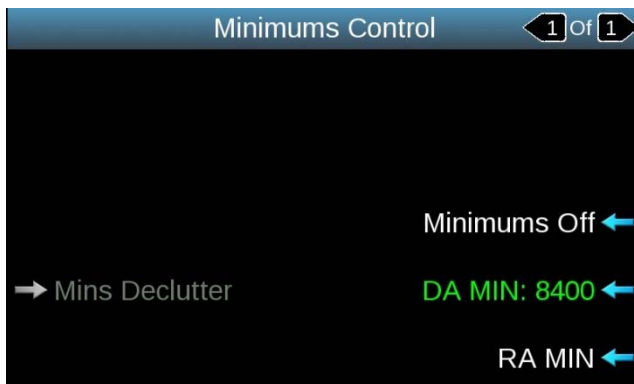 Minimums Control 1 Of 1
Minimums Off
Mins Declutter DA MIN: 8400
RA MIN